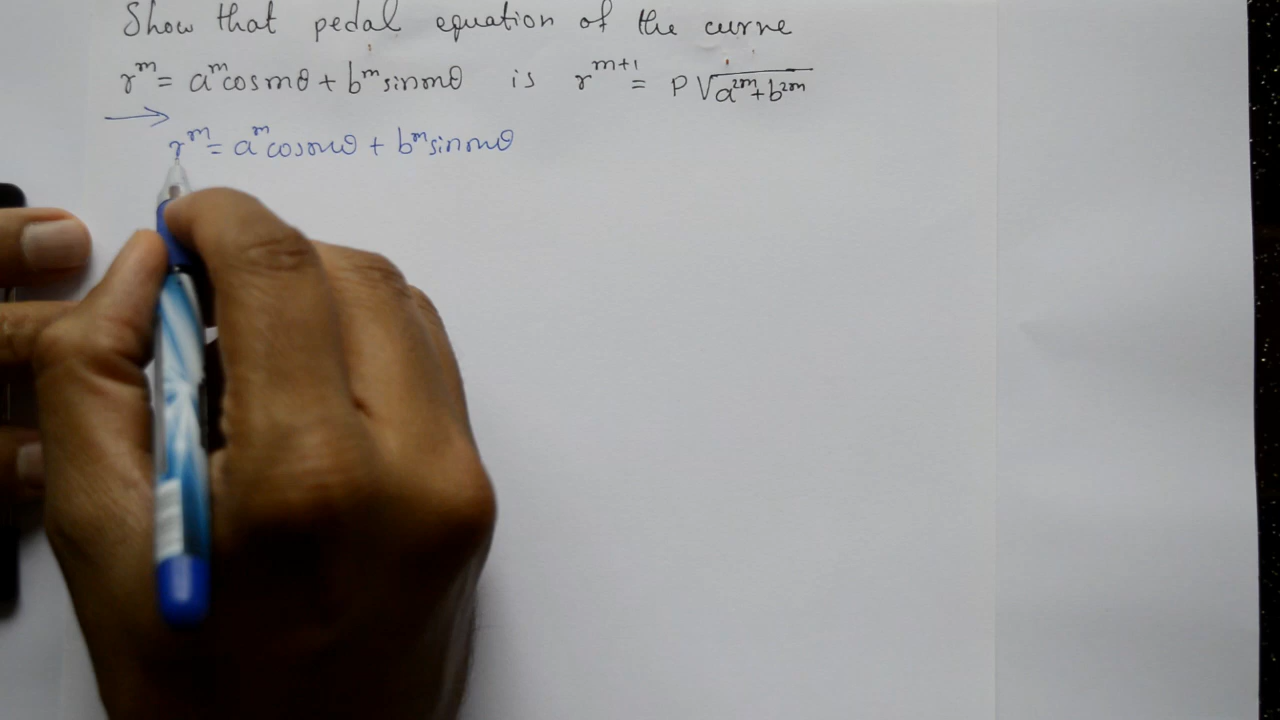 Show that pedal equation of the curve
r^m = a^m cos mθ + b^m sin mθ is r^{m+1} = P √(a^{2m} + b^{2m})
r^m = a^m cos mθ + b^m sin mθ